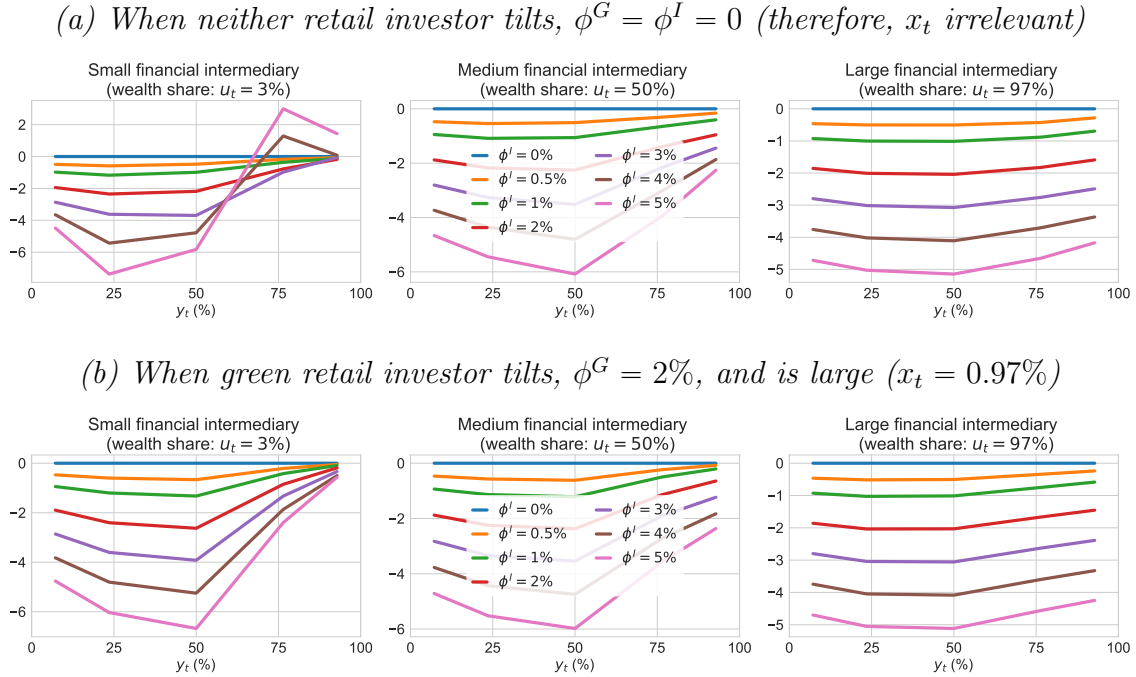 (a) When neither retail investor tilts, ϕ^G = ϕ^I = 0 (therefore, x_t irrelevant)
Small financial intermediary
(wealth share: u_t = 3%)
Medium financial intermediary
(wealth share: u_t = 50%)
Large financial intermediary
(wealth share: u_t = 97%)
2
0
−2
−4
−6
0 25 50 75 100
y_t (%)
0
−2
−4
−6
ϕ^I = 0%
ϕ^I = 0.5%
ϕ^I = 1%
ϕ^I = 2%
ϕ^I = 3%
ϕ^I = 4%
ϕ^I = 5%
0 25 50 75 100
y_t (%)
0
−1
−2
−3
−4
−5
0 25 50 75 100
y_t (%)
(b) When green retail investor tilts, ϕ^G = 2%, and is large (x_t = 0.97%)
Small financial intermediary
(wealth share: u_t = 3%)
Medium financial intermediary
(wealth share: u_t = 50%)
Large financial intermediary
(wealth share: u_t = 97%)
0
−2
−4
−6
0 25 50 75 100
y_t (%)
0
−2
−4
−6
ϕ^I = 0%
ϕ^I = 0.5%
ϕ^I = 1%
ϕ^I = 2%
ϕ^I = 3%
ϕ^I = 4%
ϕ^I = 5%
0 25 50 75 100
y_t (%)
0
−1
−2
−3
−4
−5
0 25 50 75 100
y_t (%)